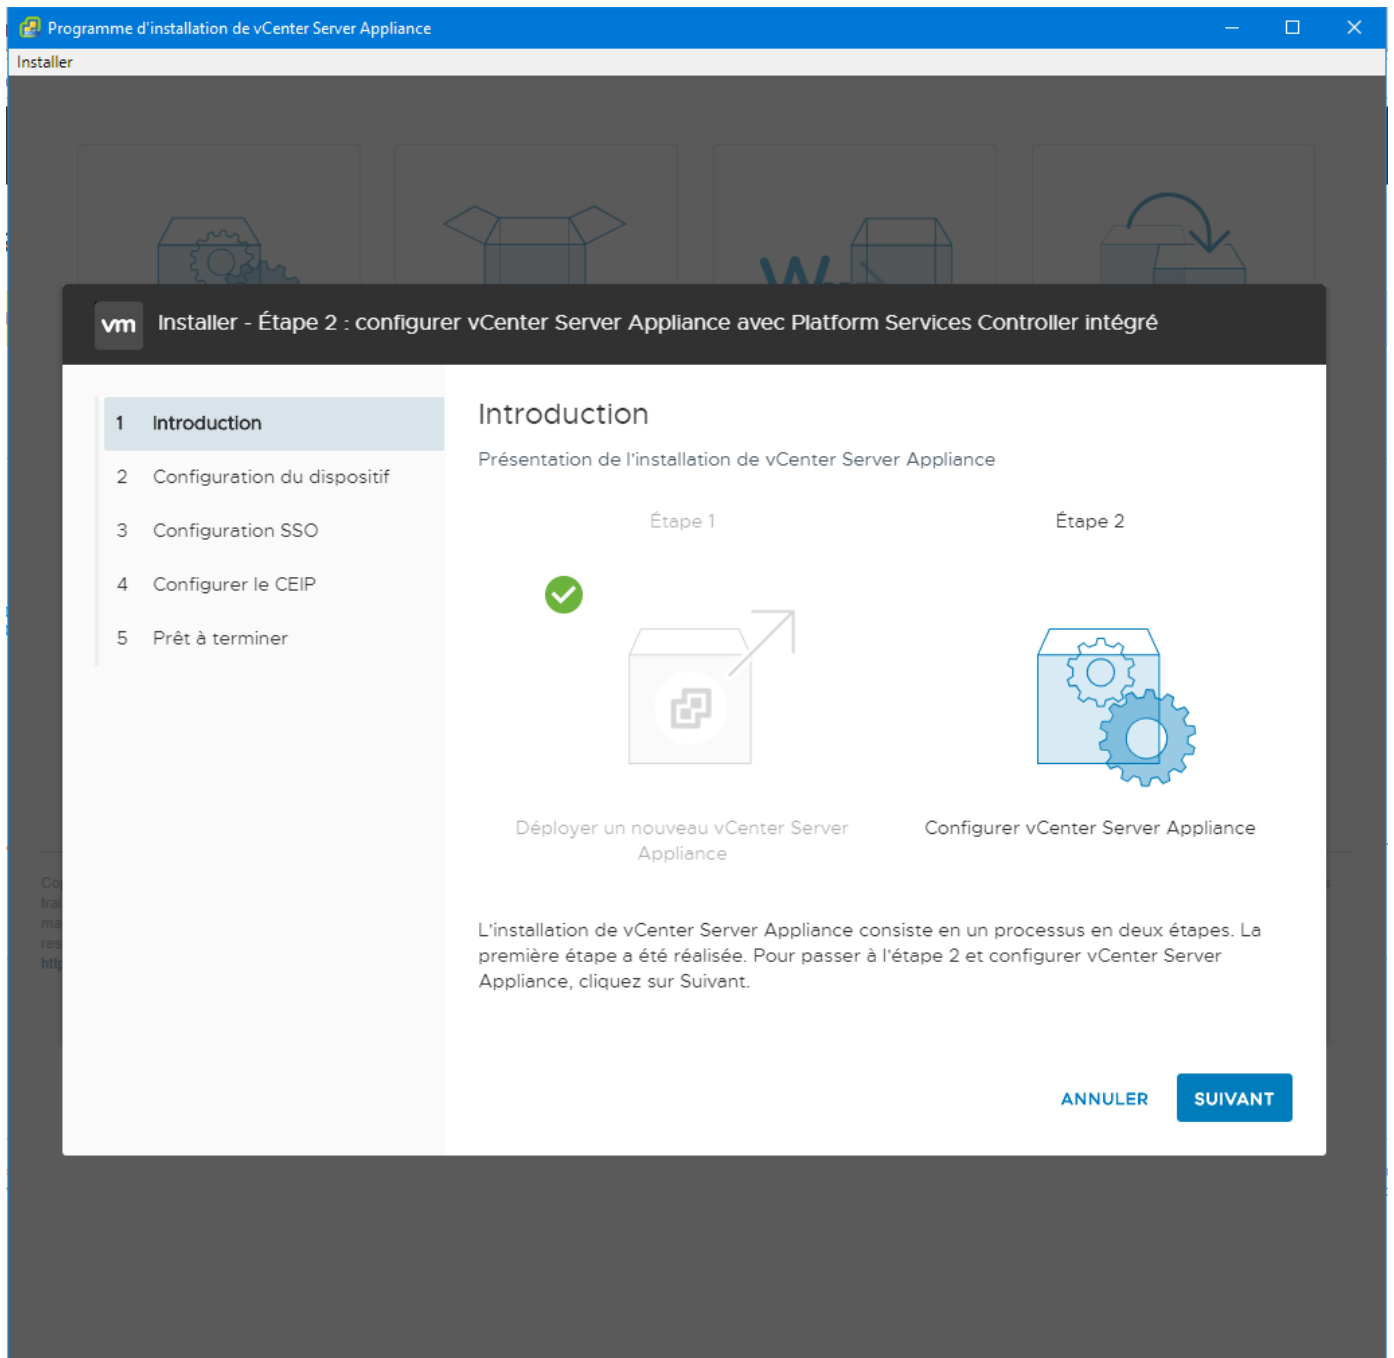 Programme d'installation de vCenter Server Appliance
Installer
vm
Installer - Étape 2 : configurer vCenter Server Appliance avec Platform Services Controller intégré
1 Introduction
2 Configuration du dispositif
3 Configuration SSO
4 Configurer le CEIP
5 Prêt à terminer
Introduction
Présentation de l'installation de vCenter Server Appliance
Étape 1
Étape 2
Déployer un nouveau vCenter Server
Appliance
Configurer vCenter Server Appliance
L'installation de vCenter Server Appliance consiste en un processus en deux étapes. La
première étape a été réalisée. Pour passer à l'étape 2 et configurer vCenter Server
Appliance, cliquez sur Suivant.
ANNULER
SUIVANT